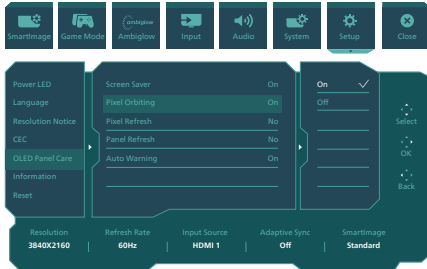 ambiglow
SmartImage Game Mode Ambiglow Input Audio System Setup Close
Power LED Screen Saver On On
Language Pixel Orbiting On Off
Resolution Notice Pixel Refresh No Select
CEC Panel Refresh No OK
OLED Panel Care Auto Warning On
Information Back
Reset
Resolution Refresh Rate Input Source Adaptive Sync SmartImage
3840X2160 60Hz HDMI 1 Off Standard